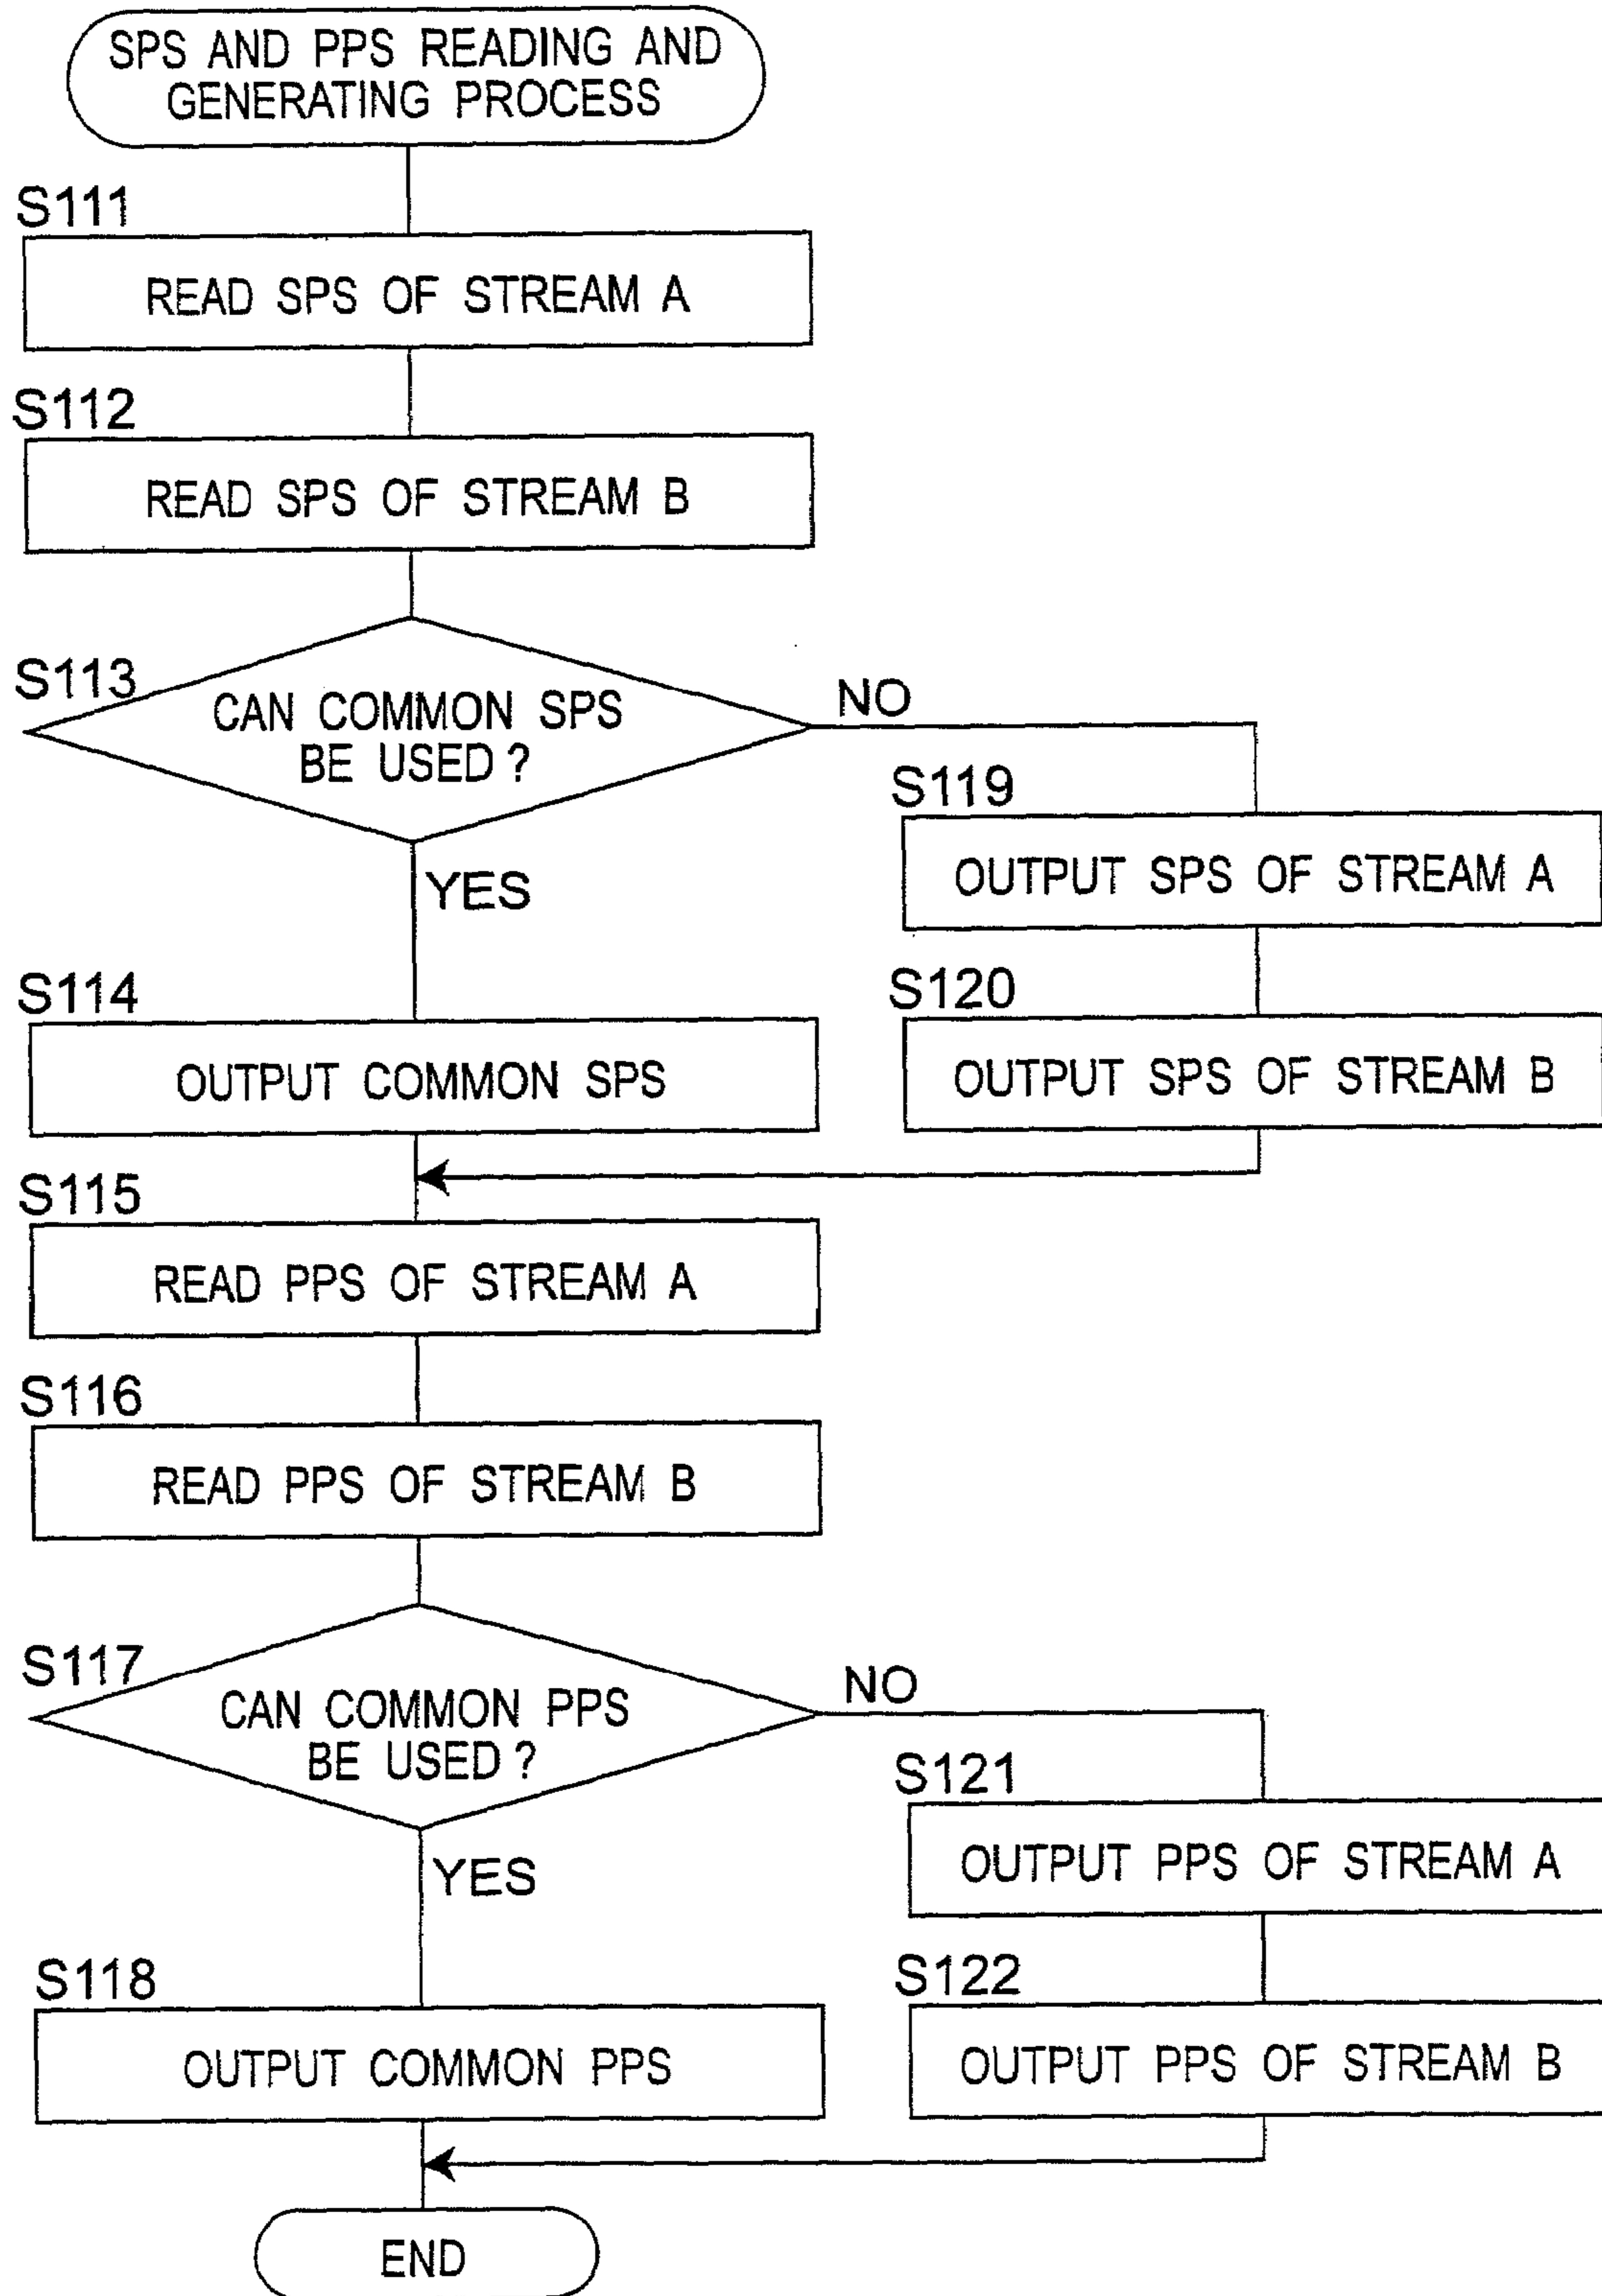 SPS AND PPS READING AND
GENERATING PROCESS
S111
READ SPS OF STREAM A
S112
READ SPS OF STREAM B
S113
CAN COMMON SPS
BE USED?
NO
YES
S119
OUTPUT SPS OF STREAM A
S120
OUTPUT SPS OF STREAM B
S114
OUTPUT COMMON SPS
S115
READ PPS OF STREAM A
S116
READ PPS OF STREAM B
S117
CAN COMMON PPS
BE USED?
NO
YES
S121
OUTPUT PPS OF STREAM A
S122
OUTPUT PPS OF STREAM B
S118
OUTPUT COMMON PPS
END